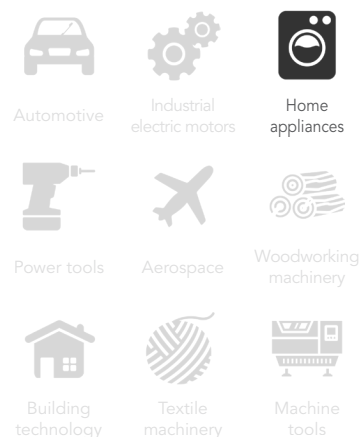 Automotive
Industrial
electric motors
Home
appliances
Power tools
Aerospace
Woodworking
machinery
Building
technology
Textile
machinery
Machine
tools